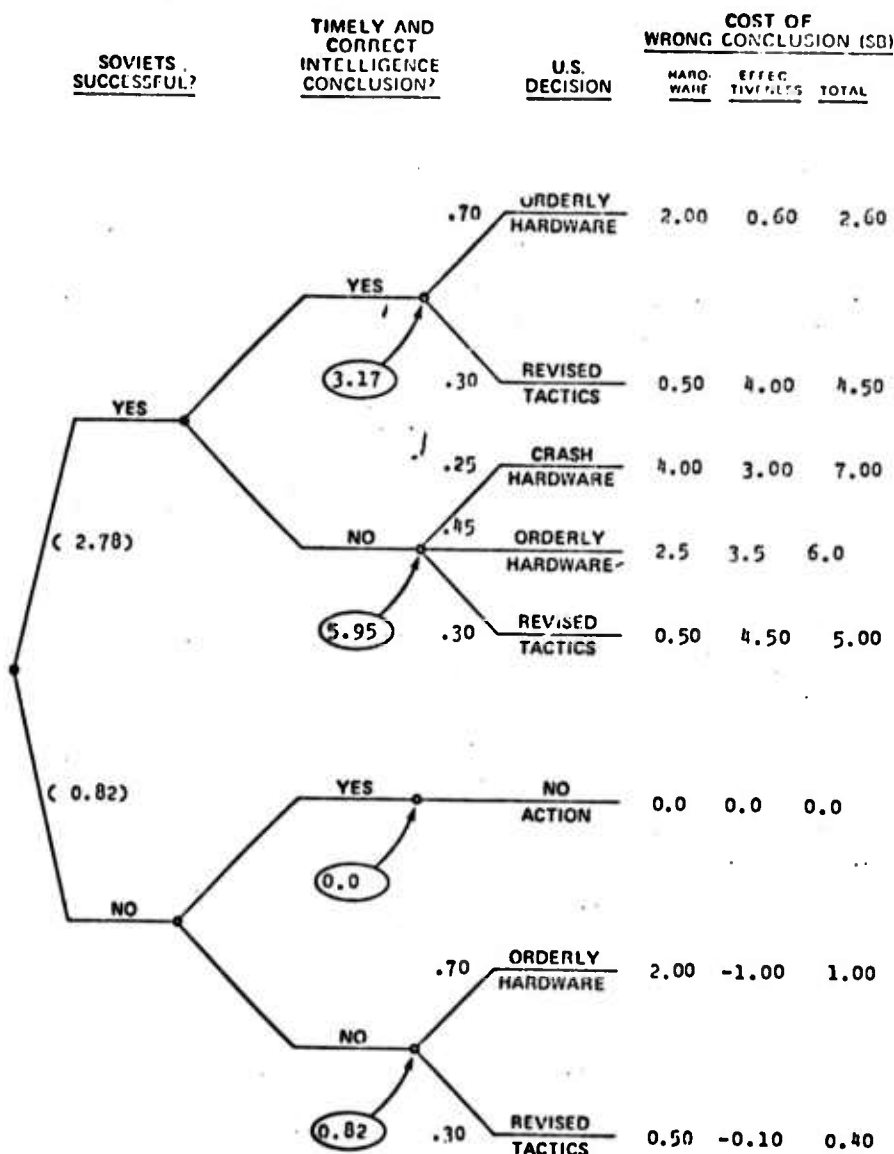 SOVIETS
SUCCESSFUL?
TIMELY AND
CORRECT
INTELLIGENCE
CONCLUSION?
U.S.
DECISION
COST OF
WRONG CONCLUSION ($B)
HARD-
WARE
EFFEC
TIVENESS
TOTAL
.70
ORDERLY
HARDWARE
2.00 0.60 2.60
YES
3.17
.30
REVISED
TACTICS
0.50 4.00 4.50
YES
.25
CRASH
HARDWARE
4.00 3.00 7.00
( 2.78)
NO
.45
ORDERLY
HARDWARE
2.5 3.5 6.0
5.95
.30
REVISED
TACTICS
0.50 4.50 5.00
( 0.82)
YES
NO
ACTION
0.0 0.0 0.0
0.0
NO
.70
ORDERLY
HARDWARE
2.00 -1.00 1.00
NO
0.82
.30
REVISED
TACTICS
0.50 -0.10 0.40